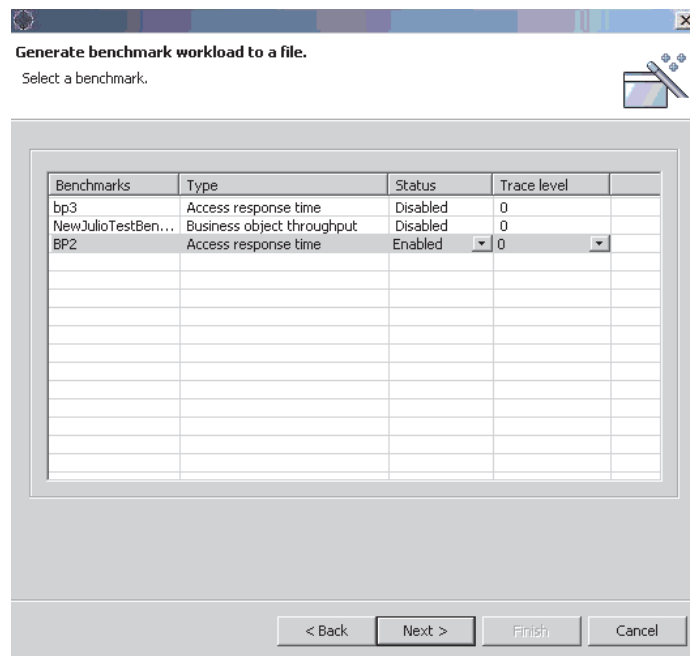 Generate benchmark workload to a file.
Select a benchmark.
Benchmarks Type Status Trace level
bp3 Access response time Disabled 0
NewJulioTestBen... Business object throughput Disabled 0
BP2 Access response time Enabled 0
< Back Next > Finish Cancel